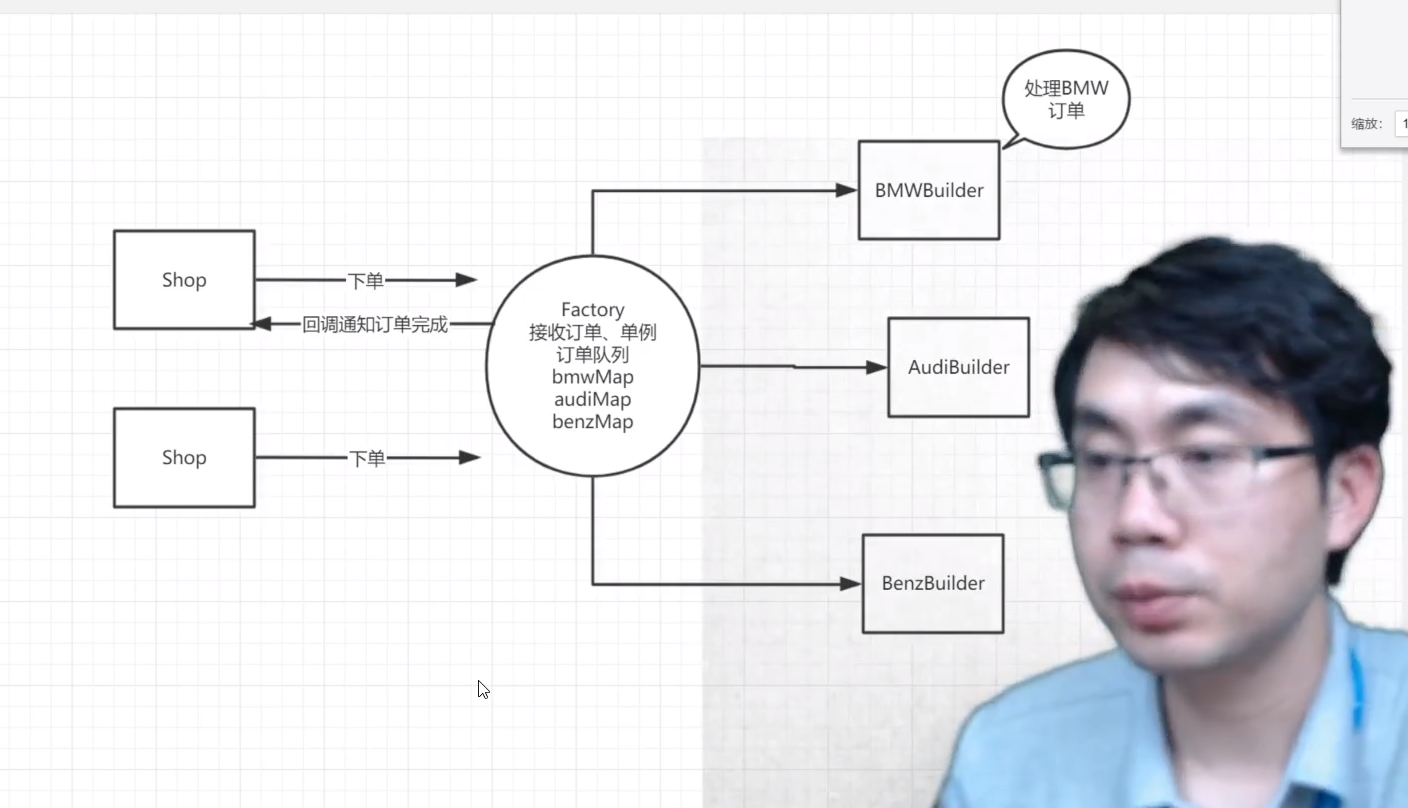 处理BMW
订单
缩放:
1
BMWBuilder
Shop
下单
回调通知订单完成
Factory
接收订单、单例
订单队列
bmwMap
audiMap
benzMap
AudiBuilder
Shop
下单
BenzBuilder